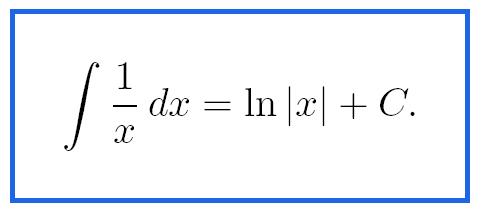 ∫ 1/x dx = ln |x| + C.